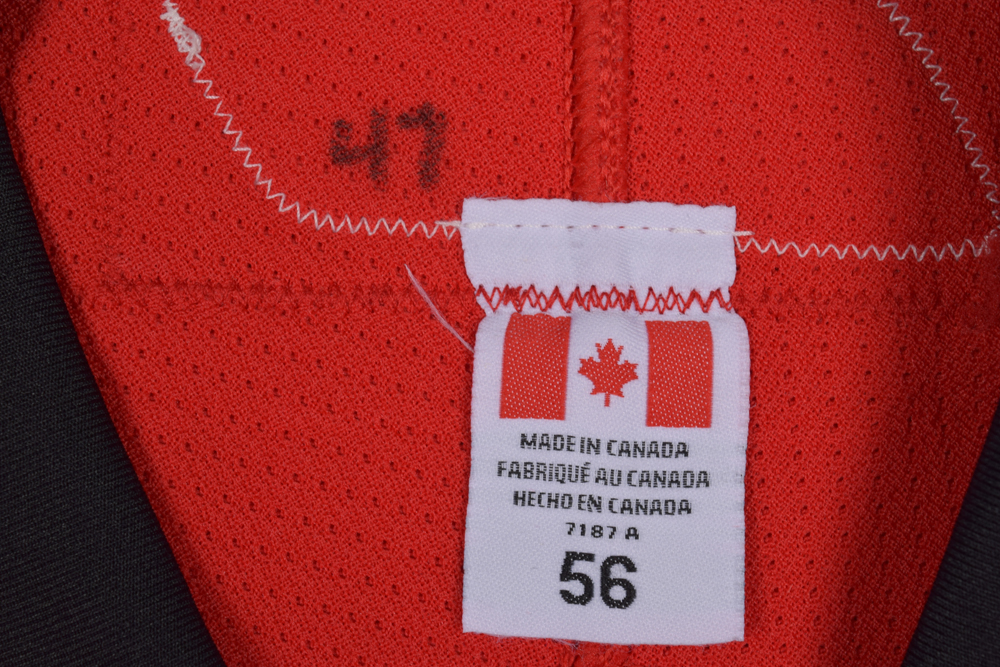 47
MADE IN CANADA
FABRIQUÉ AU CANADA
HECHO EN CANADA
7187 A
56